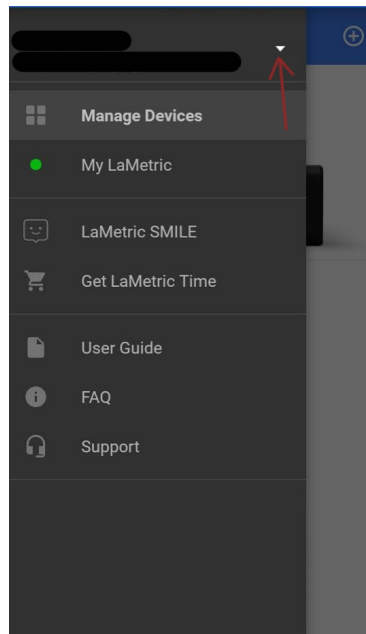 Manage Devices
My LaMetric
LaMetric SMILE
Get LaMetric Time
User Guide
FAQ
Support